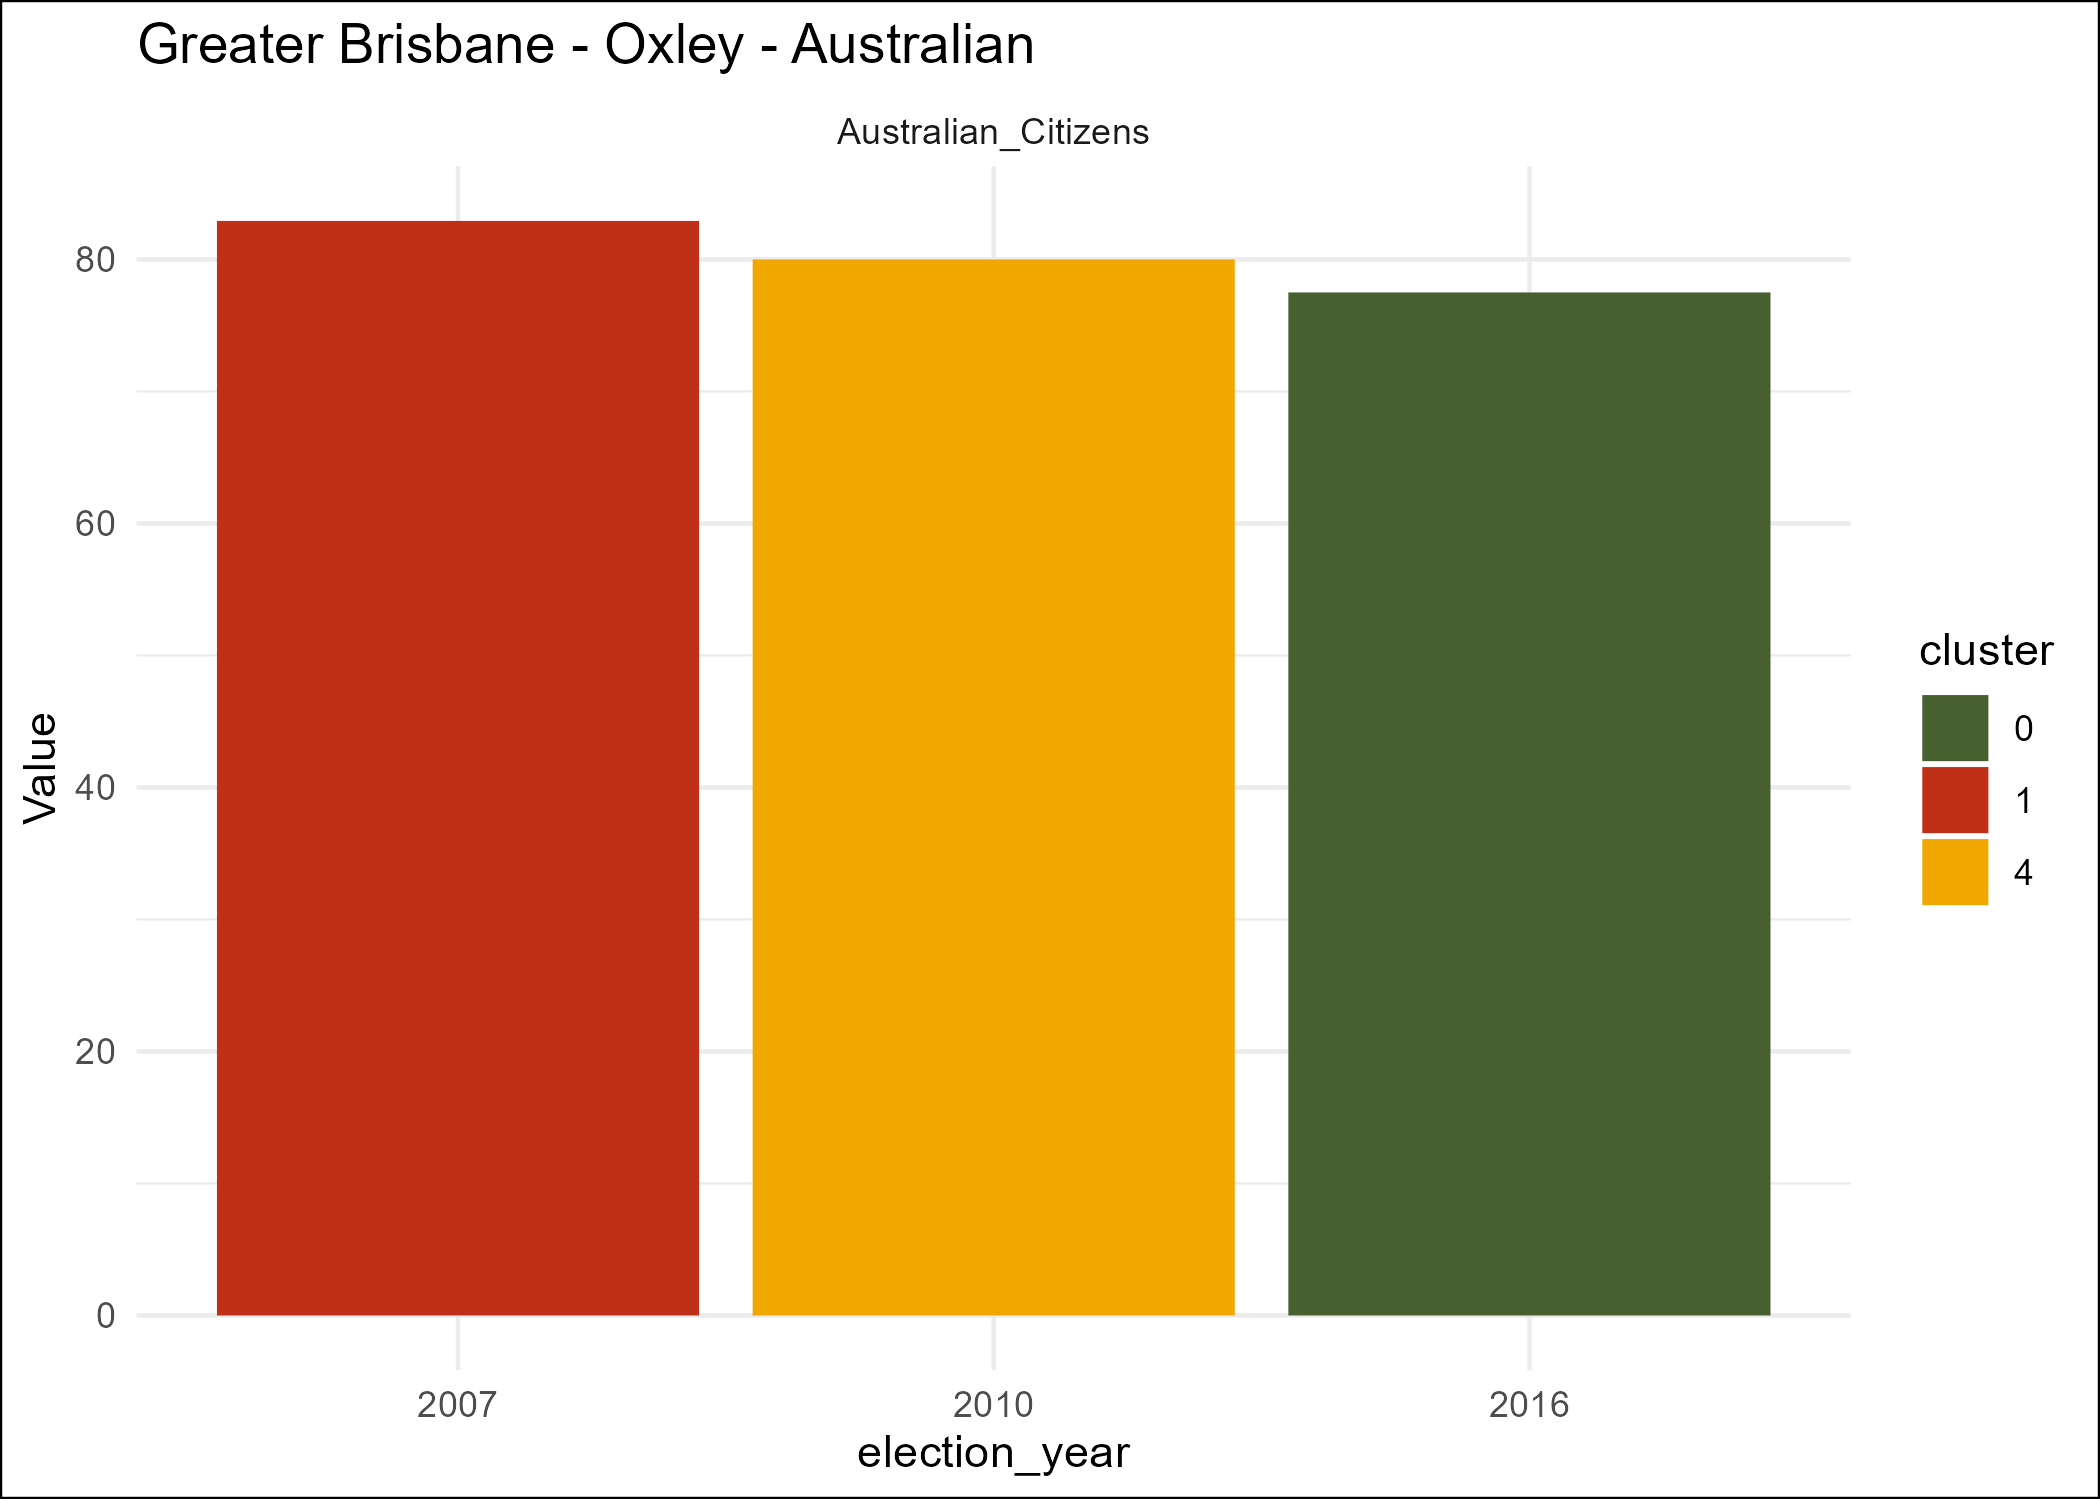 Greater Brisbane - Oxley - Australian
Australian_Citizens
80
60
40
20
0
Value
2007 2010 2016
election_year
cluster
0
1
4